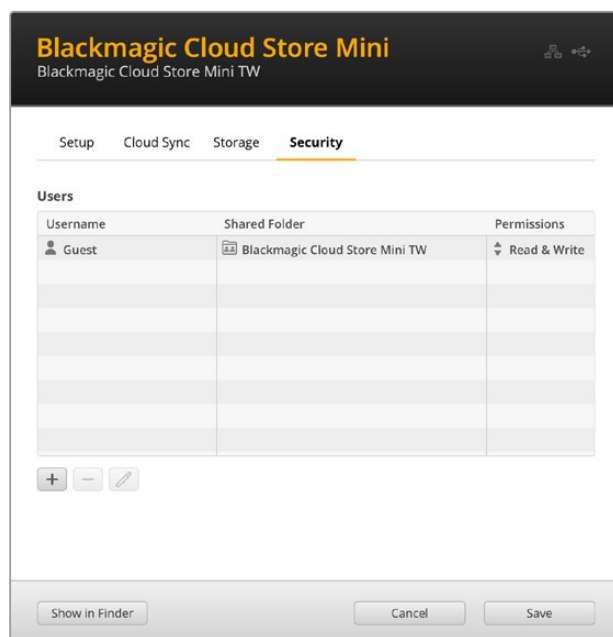 Blackmagic Cloud Store Mini
Blackmagic Cloud Store Mini TW
Setup Cloud Sync Storage Security
Users
Username Shared Folder Permissions
Guest Blackmagic Cloud Store Mini TW Read & Write
Show in Finder Cancel Save